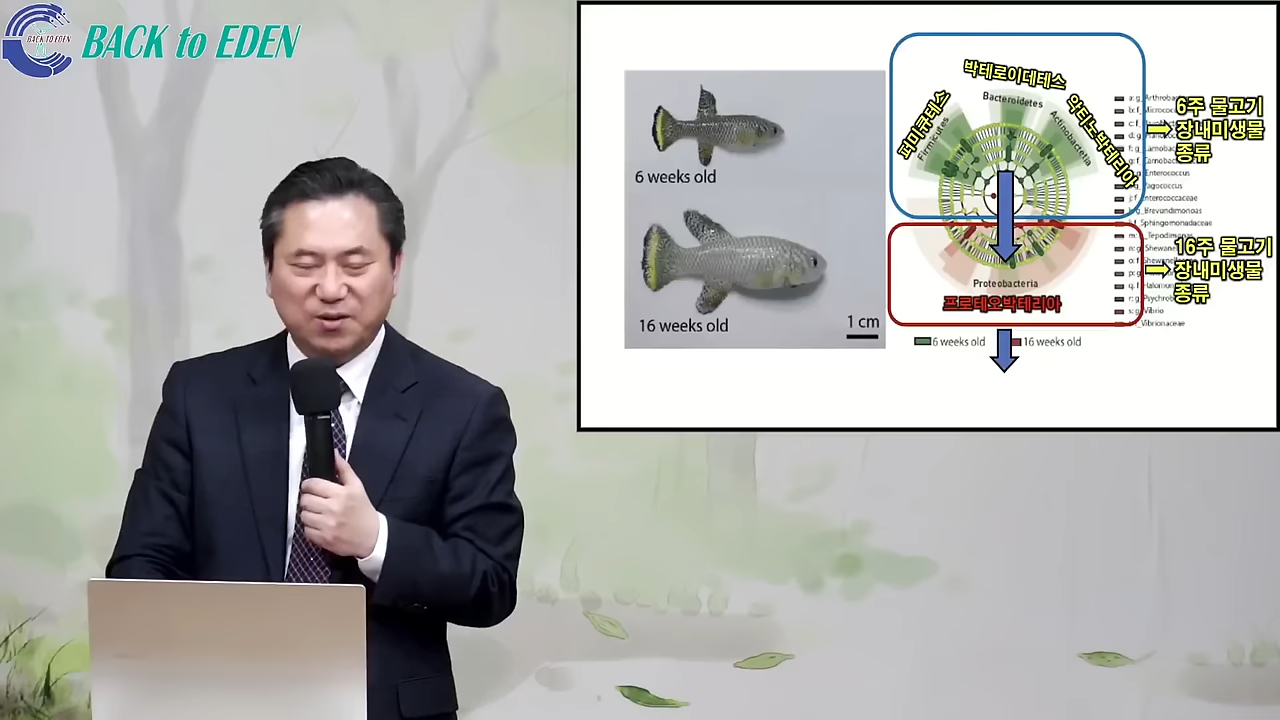 BACK TO EDEN
BACK to EDEN
6 weeks old
16 weeks old
1 cm
박테로이데테스
퍼미큐테스
악티노박테리아
Bacteroidetes
Firmicutes
Actinobacteria
6주 물고기
장내미생물
종류
Enterococcus
Vagococcus
Enterococcaceae
Brevundimonas
Sphingomonadaceae
16주 물고기
장내미생물
종류
Proteobacteria
프로테오박테리아
Vibrio
Vibrionaceae
6 weeks old
16 weeks old